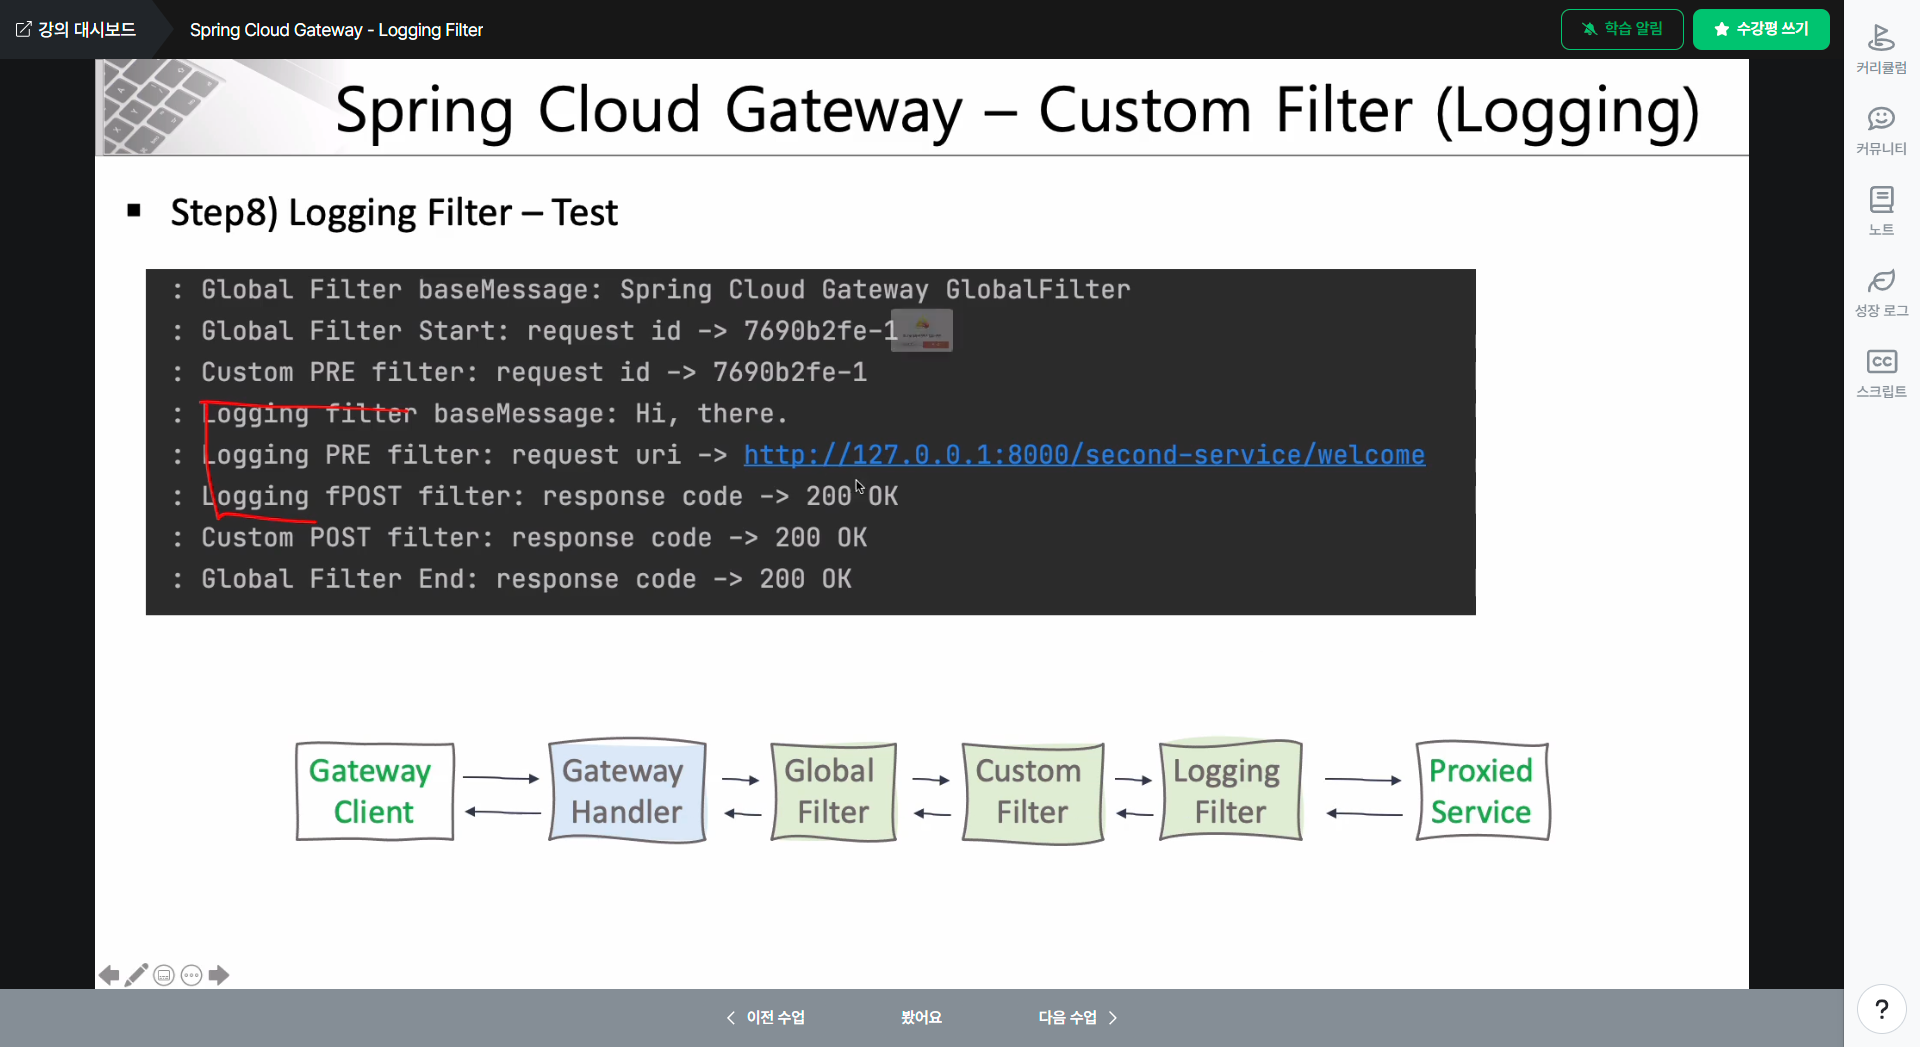 강의 대시보드
Spring Cloud Gateway - Logging Filter
학습 알림
수강평 쓰기
커리큘럼
커뮤니티
노트
성장 로그
CC
스크립트
Spring Cloud Gateway – Custom Filter (Logging)
Step8) Logging Filter – Test
: Global Filter baseMessage: Spring Cloud Gateway GlobalFilter
: Global Filter Start: request id -> 7690b2fe-1
: Custom PRE filter: request id -> 7690b2fe-1
: Logging filter baseMessage: Hi, there.
: Logging PRE filter: request uri -> http://127.0.0.1:8000/second-service/welcome
: Logging fPOST filter: response code -> 200 OK
: Custom POST filter: response code -> 200 OK
: Global Filter End: response code -> 200 OK
Gateway
Client
Gateway
Handler
Global
Filter
Custom
Filter
Logging
Filter
Proxied
Service
이전 수업
봤어요
다음 수업
?